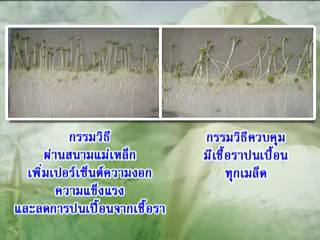 กรรมวิธี
ผ่านสนามแม่เหล็ก
เพิ่มเปอร์เซ็นต์ความงอก
ความแข็งแรง
และลดการปนเปื้อนจากเชื้อรา
กรรมวิธีควบคุม
มีเชื้อราปนเปื้อน
ทุกเมล็ด